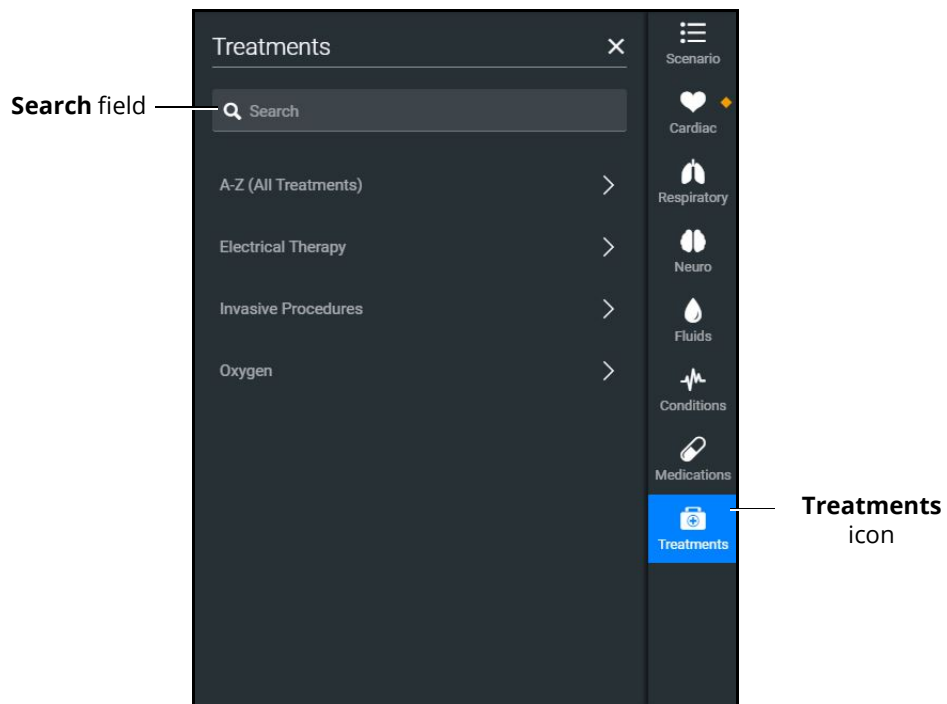 Treatments
Search field
Search
A-Z (All Treatments)
Electrical Therapy
Invasive Procedures
Oxygen
Scenario
Cardiac
Respiratory
Neuro
Fluids
Conditions
Medications
Treatments
Treatments
icon